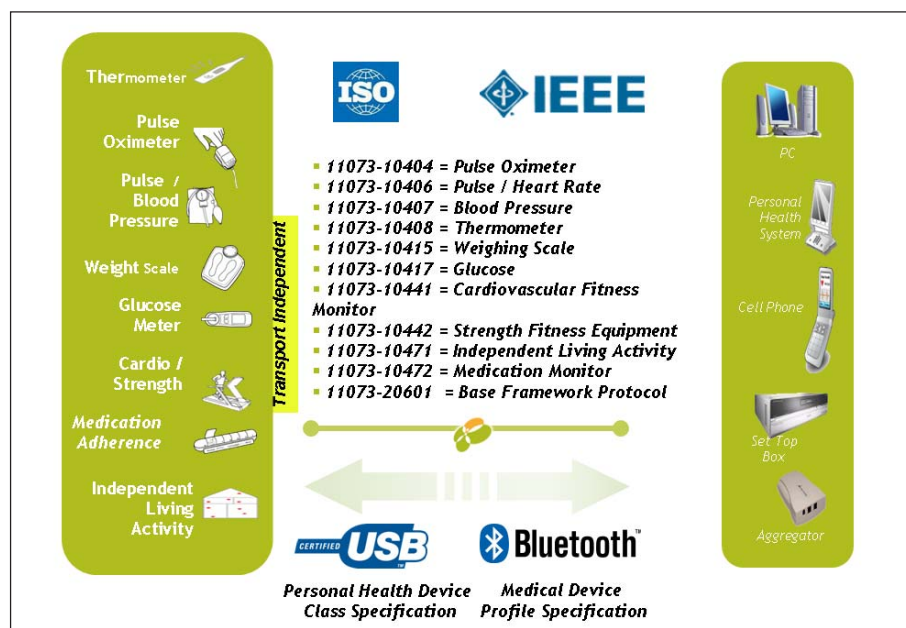 Thermometer
Pulse
Oximeter
Pulse /
Blood
Pressure
Weight Scale
Glucose
Meter
Cardio /
Strength
Medication
Adherence
Independent
Living
Activity
Transport Independent
ISO
IEEE
11073-10404 = Pulse Oximeter
11073-10406 = Pulse / Heart Rate
11073-10407 = Blood Pressure
11073-10408 = Thermometer
11073-10415 = Weighing Scale
11073-10417 = Glucose
11073-10441 = Cardiovascular Fitness
Monitor
11073-10442 = Strength Fitness Equipment
11073-10471 = Independent Living Activity
11073-10472 = Medication Monitor
11073-20601 = Base Framework Protocol
CERTIFIED USB™
Personal Health Device
Class Specification
Bluetooth™
Medical Device
Profile Specification
PC
Personal
Health
System
Cell Phone
Set Top
Box
Aggregator